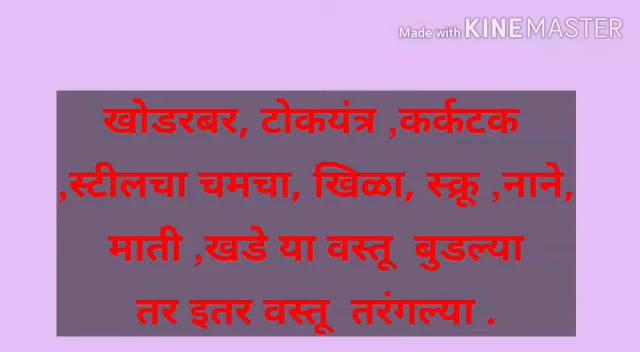 Made with KINEMASTER
खोडरबर, टोकयंत्र ,कर्कटक
,स्टीलचा चमचा, खिळा, स्क्रू ,नाने,
माती ,खडे या वस्तू बुडल्या
तर इतर वस्तू तरंगल्या .